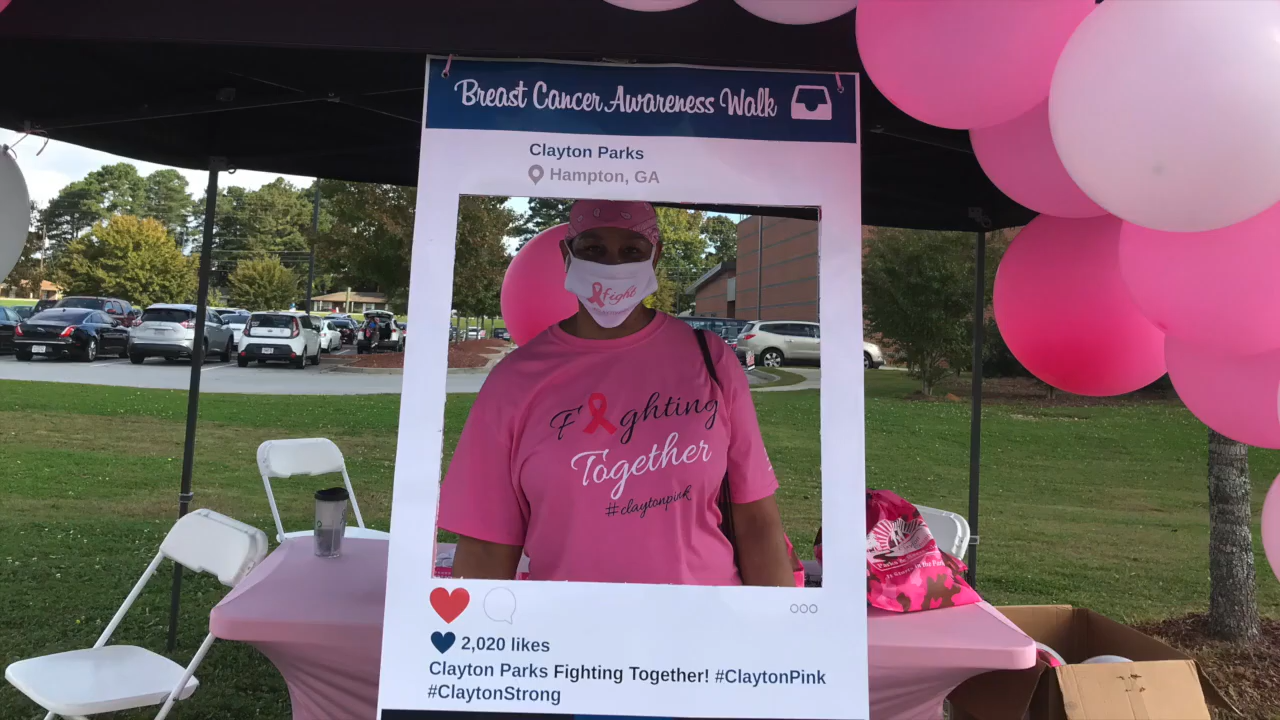 Breast Cancer Awareness Walk
Clayton Parks
Hampton, GA
Fight
Fighting
Together
#claytonpink
2,020 likes
Clayton Parks Fighting Together! #ClaytonPink
#ClaytonStrong